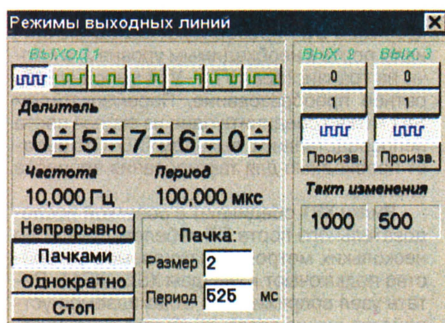 Режимы выходных линий
ВЫХОД 1
ВЫХ. 2
ВЫХ. 3
0
0
1
1
Произв.
Произв.
Делитель
0 5 7 6 0
Частота
Период
10,000 Гц
100,000 мкс
Такт изменения
1000
500
Непрерывно
Пачками
Однократно
Стоп
Пачка:
Размер 2
Период 525 мс